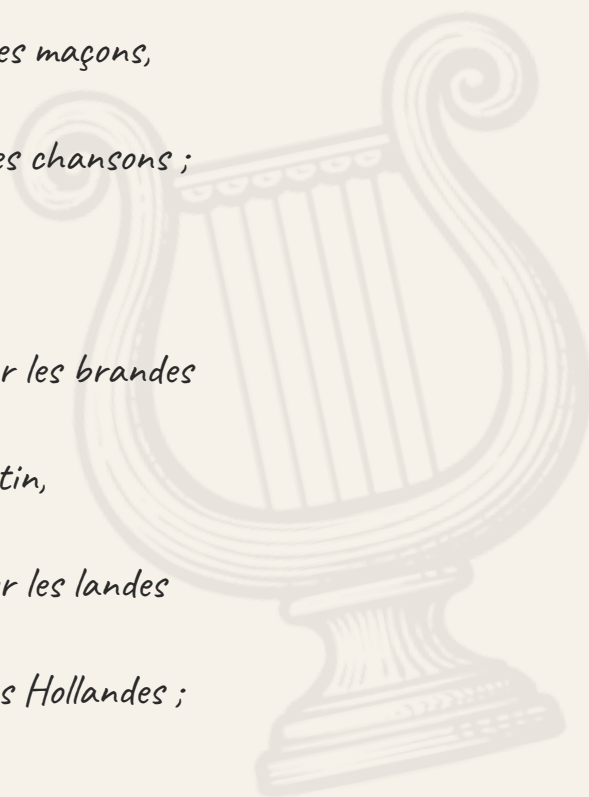 es maçons,
es chansons ;
r les brandes
tin,
r les landes
s Hollandes ;